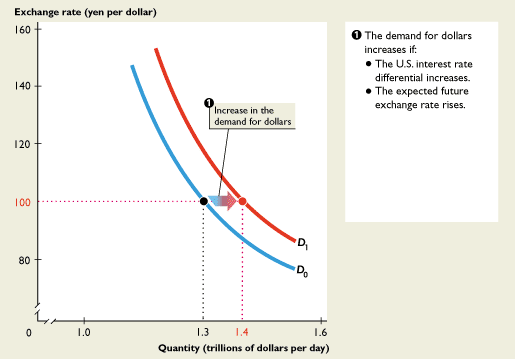 Exchange rate (yen per dollar)
160
140
120
100
80
0
1.0
1.3
1.4
1.6
Quantity (trillions of dollars per day)
1
Increase in the
demand for dollars
D1
D0
1 The demand for dollars
increases if:
• The U.S. interest rate
differential increases.
• The expected future
exchange rate rises.